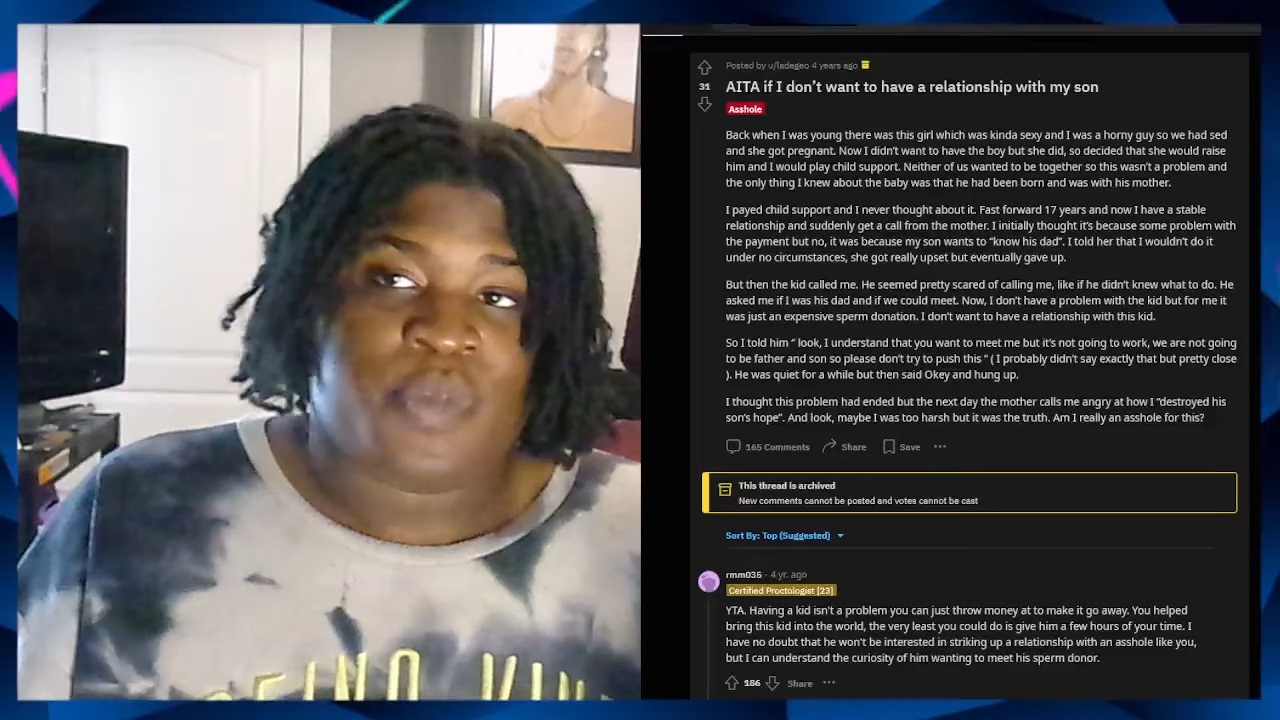 Posted by u/ladegeo 4 years ago
31
AITA if I don't want to have a relationship with my son
Asshole
Back when I was young there was this girl which was kinda sexy and I was a horny guy so we had sed
and she got pregnant. Now I didn't want to have the boy but she did, so decided that she would raise
him and I would play child support. Neither of us wanted to be together so this wasn't a problem and
the only thing I knew about the baby was that he had been born and was with his mother.
I payed child support and I never thought about it. Fast forward 17 years and now I have a stable
relationship and suddenly get a call from the mother. I initially thought it's because some problem with
the payment but no, it was because my son wants to "know his dad". I told her that I wouldn't do it
under no circumstances, she got really upset but eventually gave up.
But then the kid called me. He seemed pretty scared of calling me, like if he didn't knew what to do. He
asked me if I was his dad and if we could meet. Now, I don't have a problem with the kid but for me it
was just an expensive sperm donation. I don't want to have a relationship with this kid.
So I told him " look, I understand that you want to meet me but it's not going to work, we are not going
to be father and son so please don't try to push this " ( I probably didn't say exactly that but pretty close
). He was quiet for a while but then said Okey and hung up.
I thought this problem had ended but the next day the mother calls me angry at how I "destroyed his
son's hope". And look, maybe I was too harsh but it was the truth. Am I really an asshole for this?
165 Comments Share Save
This thread is archived
New comments cannot be posted and votes cannot be cast
Sort By: Top (Suggested)
rmm035 · 4 yr. ago
Certified Proctologist [23]
YTA. Having a kid isn't a problem you can just throw money at to make it go away. You helped
bring this kid into the world, the very least you could do is give him a few hours of your time. I
have no doubt that he won't be interested in striking up a relationship with an asshole like you,
but I can understand the curiosity of him wanting to meet his sperm donor.
186 Share